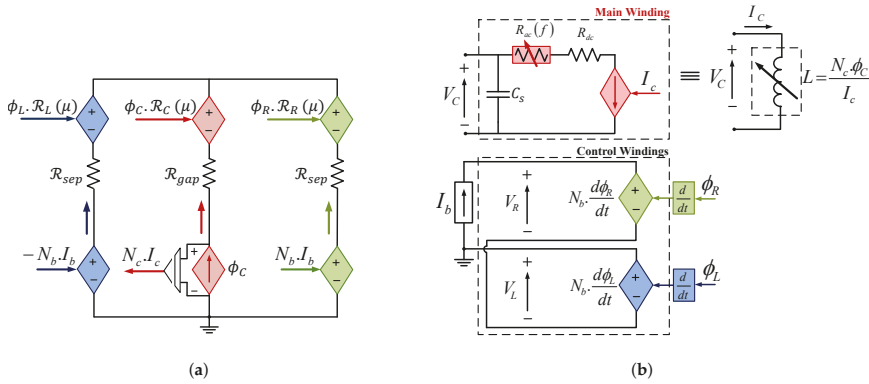 ϕ_L.ℛ_L(μ)
ϕ_C.ℛ_C(μ)
ϕ_R.ℛ_R(μ)
+
−
+
−
+
−
ℛ_sep
ℛ_gap
ℛ_sep
−N_b.I_b
+
−
N_c.I_c
+
−
ϕ_C
N_b.I_b
+
−
(a)
Main Winding
R_ac(f)
R_dc
+
V_C
−
C_s
I_c
≡
I_C
+
V_C
−
L=N_c.ϕ_C/I_c
Control Windings
I_b
+
V_R
−
N_b.dϕ_R/dt
+
−
d/dt
ϕ_R
+
V_L
−
N_b.dϕ_L/dt
+
−
d/dt
ϕ_L
(b)